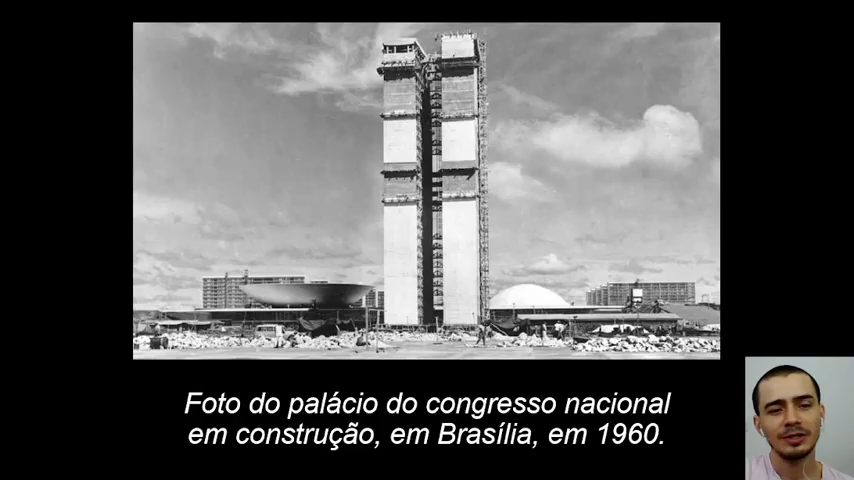 Foto do palácio do congresso nacional
em construção, em Brasília, em 1960.